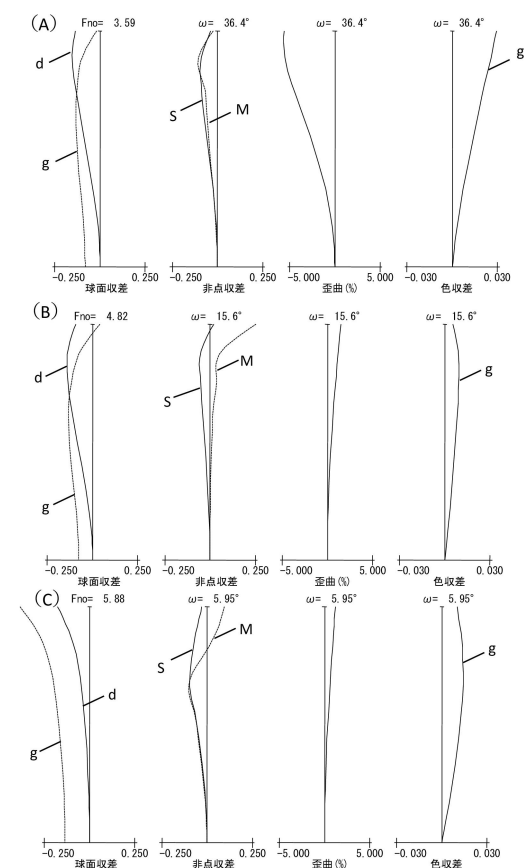 (A)
Fno= 3.59
ω= 36.4°
ω= 36.4°
ω= 36.4°
d
g
S
M
g
-0.250 0.250
球面収差
0.250
非点収差
-5.000 5.000
歪曲(%)
-0.030 0.030
色収差
(B)
Fno= 4.82
ω= 15.6°
ω= 15.6°
ω= 15.6°
d
g
S
M
g
-0.250 0.250
球面収差
-0.250 0.250
非点収差
-5.000 5.000
歪曲(%)
-0.030 0.030
色収差
(C)
Fno= 5.88
ω= 5.95°
ω= 5.95°
ω= 5.95°
g
d
S
M
g
-0.250 0.250
球面収差
-0.250 0.250
非点収差
-5.000 5.000
歪曲(%)
-0.030 0.030
色収差